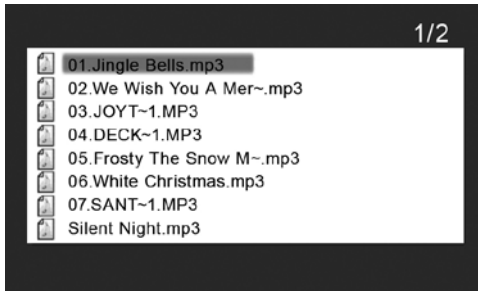 1/2
01.Jingle Bells.mp3
02.We Wish You A Mer~.mp3
03.JOYT~1.MP3
04.DECK~1.MP3
05.Frosty The Snow M~.mp3
06.White Christmas.mp3
07.SANT~1.MP3
Silent Night.mp3